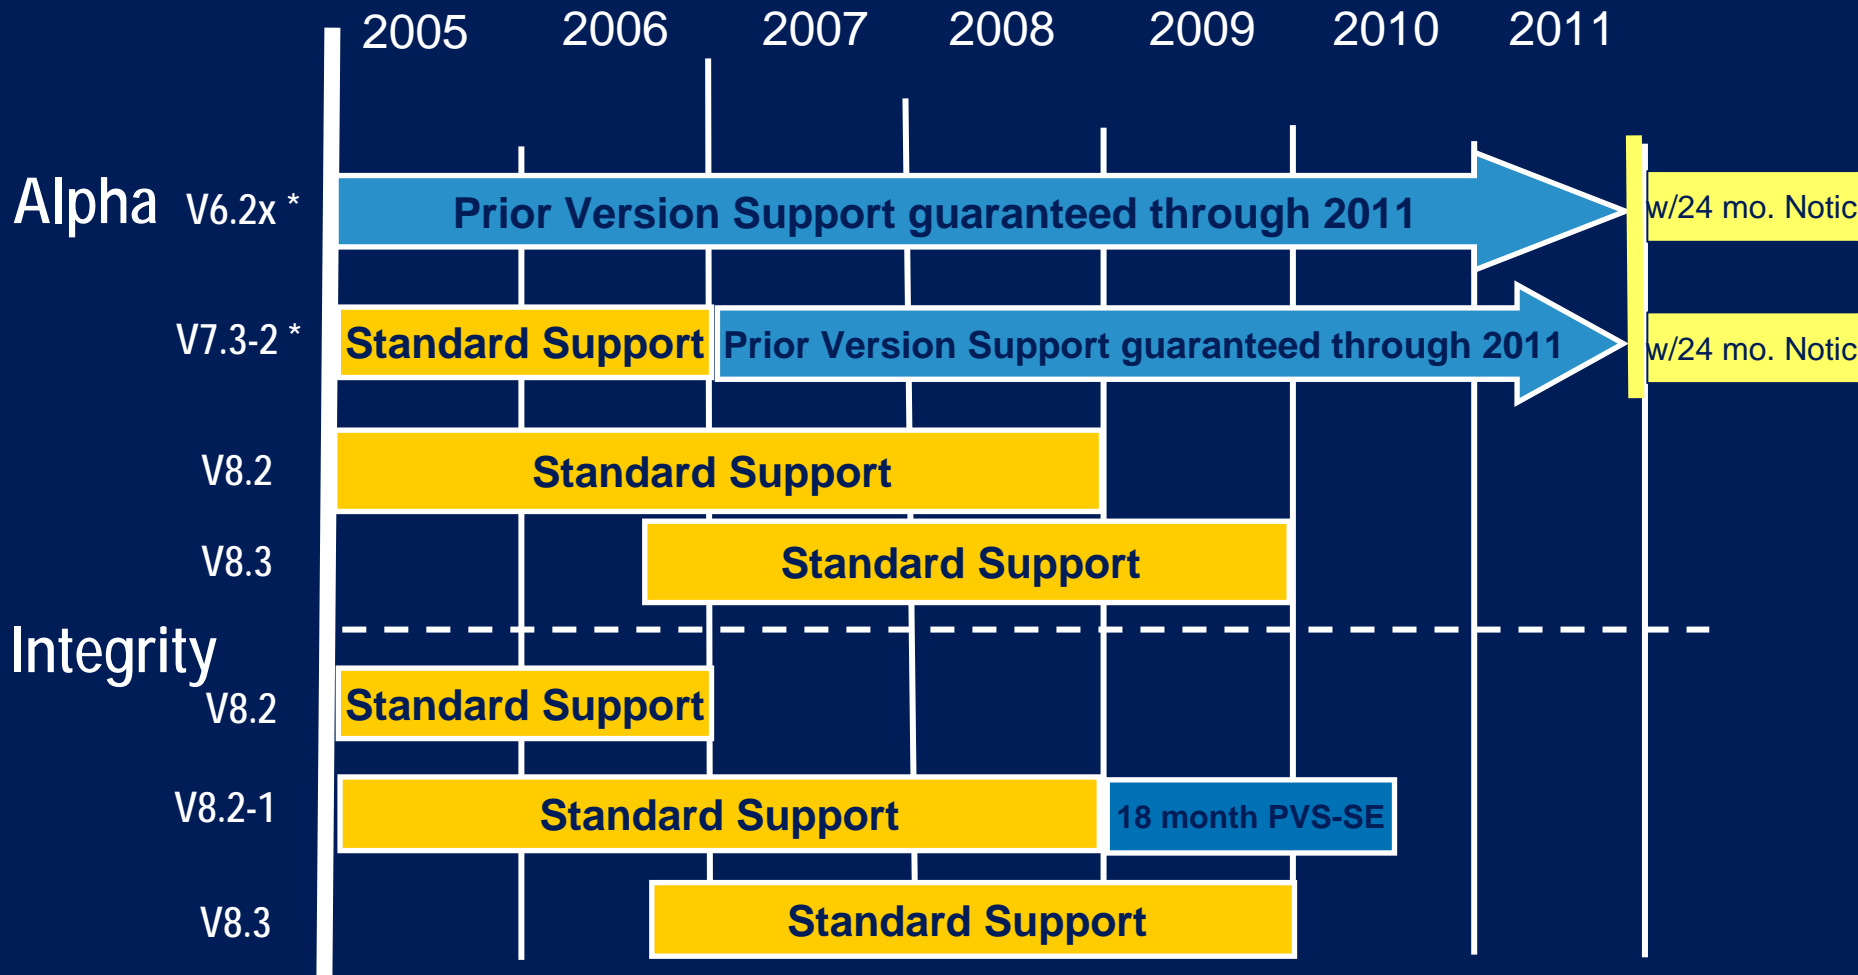 2005 2006 2007 2008 2009 2010 2011
Alpha V6.2x * Prior Version Support guaranteed through 2011 w/24 mo. Notic
V7.3-2 * Standard Support Prior Version Support guaranteed through 2011 w/24 mo. Notic
V8.2 Standard Support
V8.3 Standard Support
Integrity
V8.2 Standard Support
V8.2-1 Standard Support 18 month PVS-SE
V8.3 Standard Support